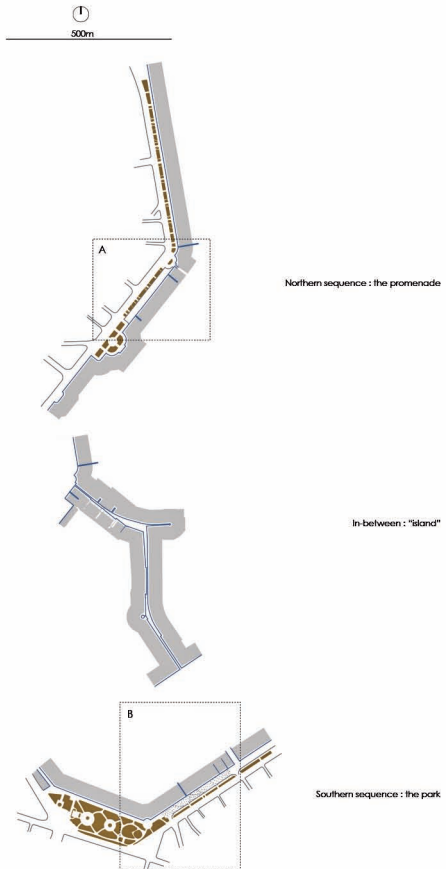 500m
A
Northern sequence : the promenade
In-between : "island"
B
Southern sequence : the park